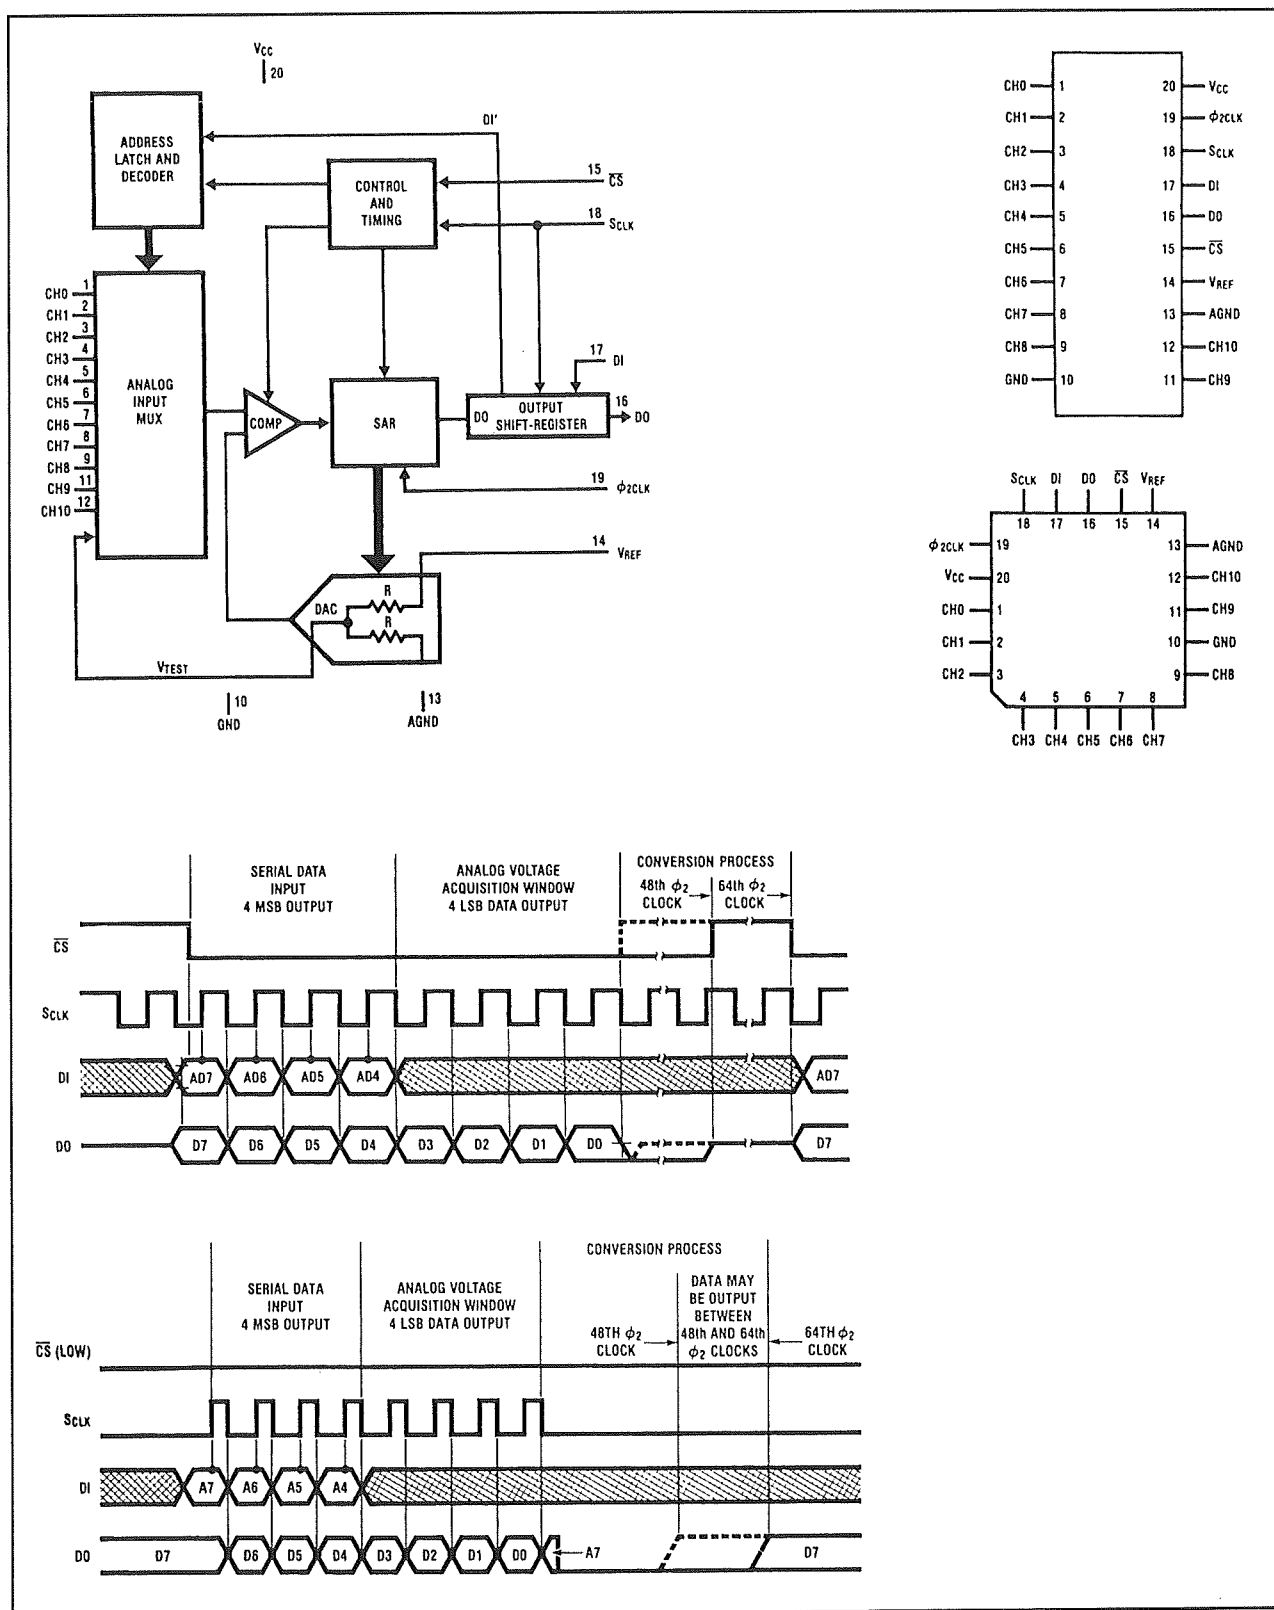 VCC
20
ADDRESS
LATCH AND
DECODER
DI'
CONTROL
AND
TIMING
15 C̅S̅
18 SCLK
CH0 1
CH1 2
CH2 3
CH3 4
CH4 5
CH5 6
CH6 7
CH7 8
CH8 9
CH9 11
CH10 12
ANALOG
INPUT
MUX
COMP
SAR
17 DI
DO OUTPUT
SHIFT-REGISTER
16 DO
19 ϕ2CLK
14 VREF
DAC
R
R
VTEST
10
GND
13
AGND
CH0 1 20 VCC
CH1 2 19 ϕ2CLK
CH2 3 18 SCLK
CH3 4 17 DI
CH4 5 16 DO
CH5 6 15 C̅S̅
CH6 7 14 VREF
CH7 8 13 AGND
CH8 9 12 CH10
GND 10 11 CH9
SCLK DI DO C̅S̅ VREF
18 17 16 15 14
ϕ2CLK 19 13 AGND
VCC 20 12 CH10
CH0 1 11 CH9
CH1 2 10 GND
CH2 3 9 CH8
4 5 6 7 8
CH3 CH4 CH5 CH6 CH7
SERIAL DATA
INPUT
4 MSB OUTPUT
ANALOG VOLTAGE
ACQUISITION WINDOW
4 LSB DATA OUTPUT
CONVERSION PROCESS
48th ϕ2
CLOCK
64th ϕ2
CLOCK
C̅S̅
SCLK
DI AD7 AD6 AD5 AD4 AD7
DO D7 D6 D5 D4 D3 D2 D1 D0 D7
SERIAL DATA
INPUT
4 MSB OUTPUT
ANALOG VOLTAGE
ACQUISITION WINDOW
4 LSB DATA OUTPUT
CONVERSION PROCESS
48TH ϕ2
CLOCK
DATA MAY
BE OUTPUT
BETWEEN
48th AND 64th
ϕ2 CLOCKS
64TH ϕ2
CLOCK
C̅S̅ (LOW)
SCLK
DI A7 A6 A5 A4
DO D7 D6 D5 D4 D3 D2 D1 D0 A7 D7